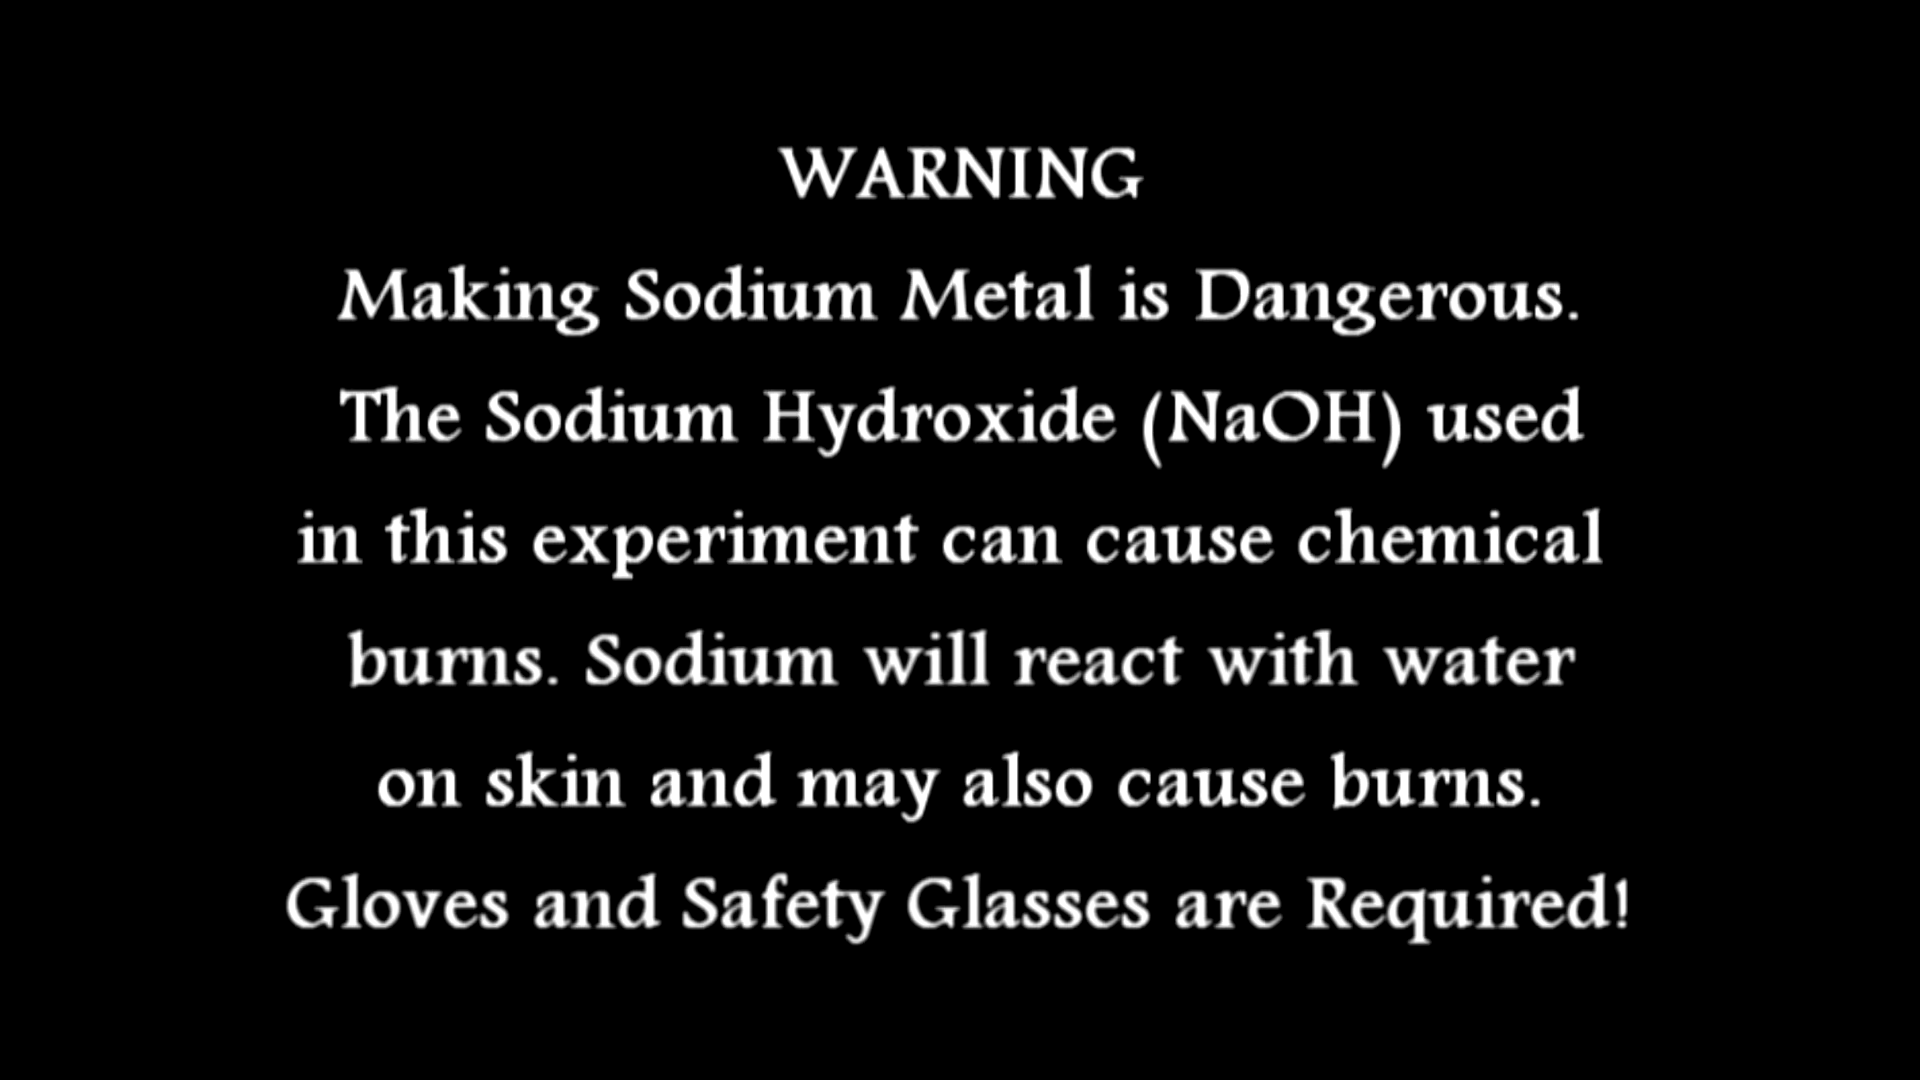 WARNING
Making Sodium Metal is Dangerous.
The Sodium Hydroxide (NaOH) used
in this experiment can cause chemical
burns. Sodium will react with water
on skin and may also cause burns.
Gloves and Safety Glasses are Required!